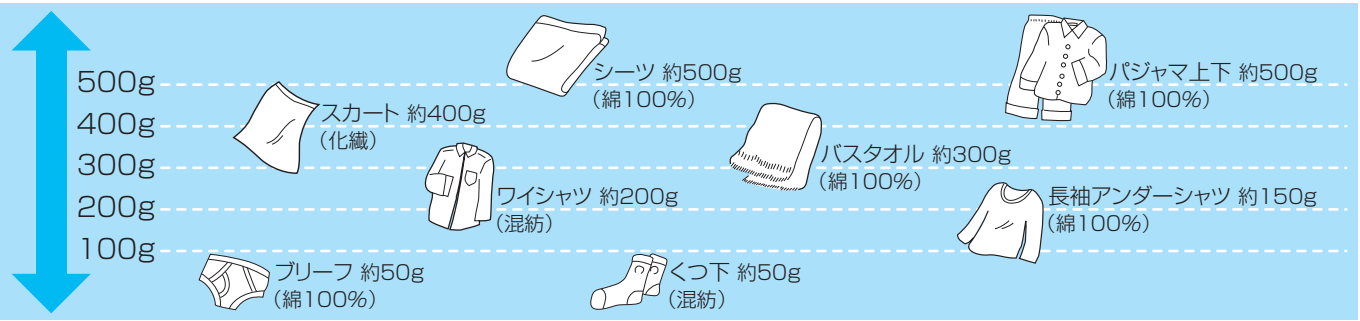 500g
400g
300g
200g
100g
シーツ 約500g
（綿100%）
パジャマ上下 約500g
（綿100%）
スカート 約400g
（化繊）
バスタオル 約300g
（綿100%）
ワイシャツ 約200g
（混紡）
長袖アンダーシャツ 約150g
（綿100%）
ブリーフ 約50g
（綿100%）
くつ下 約50g
（混紡）